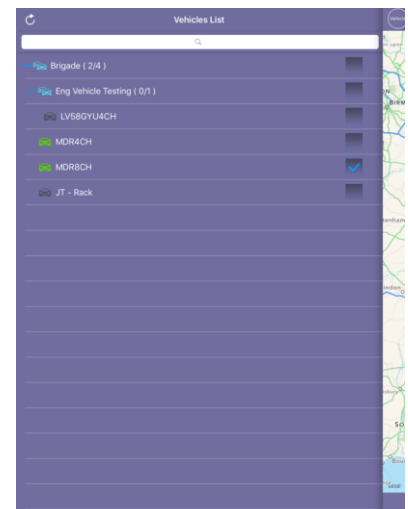 Vehicles List
Brigade ( 2/4 )
Eng Vehicle Testing ( 0/1 )
LV58GYU4CH
MDR4CH
MDR8CH
JT - Rack